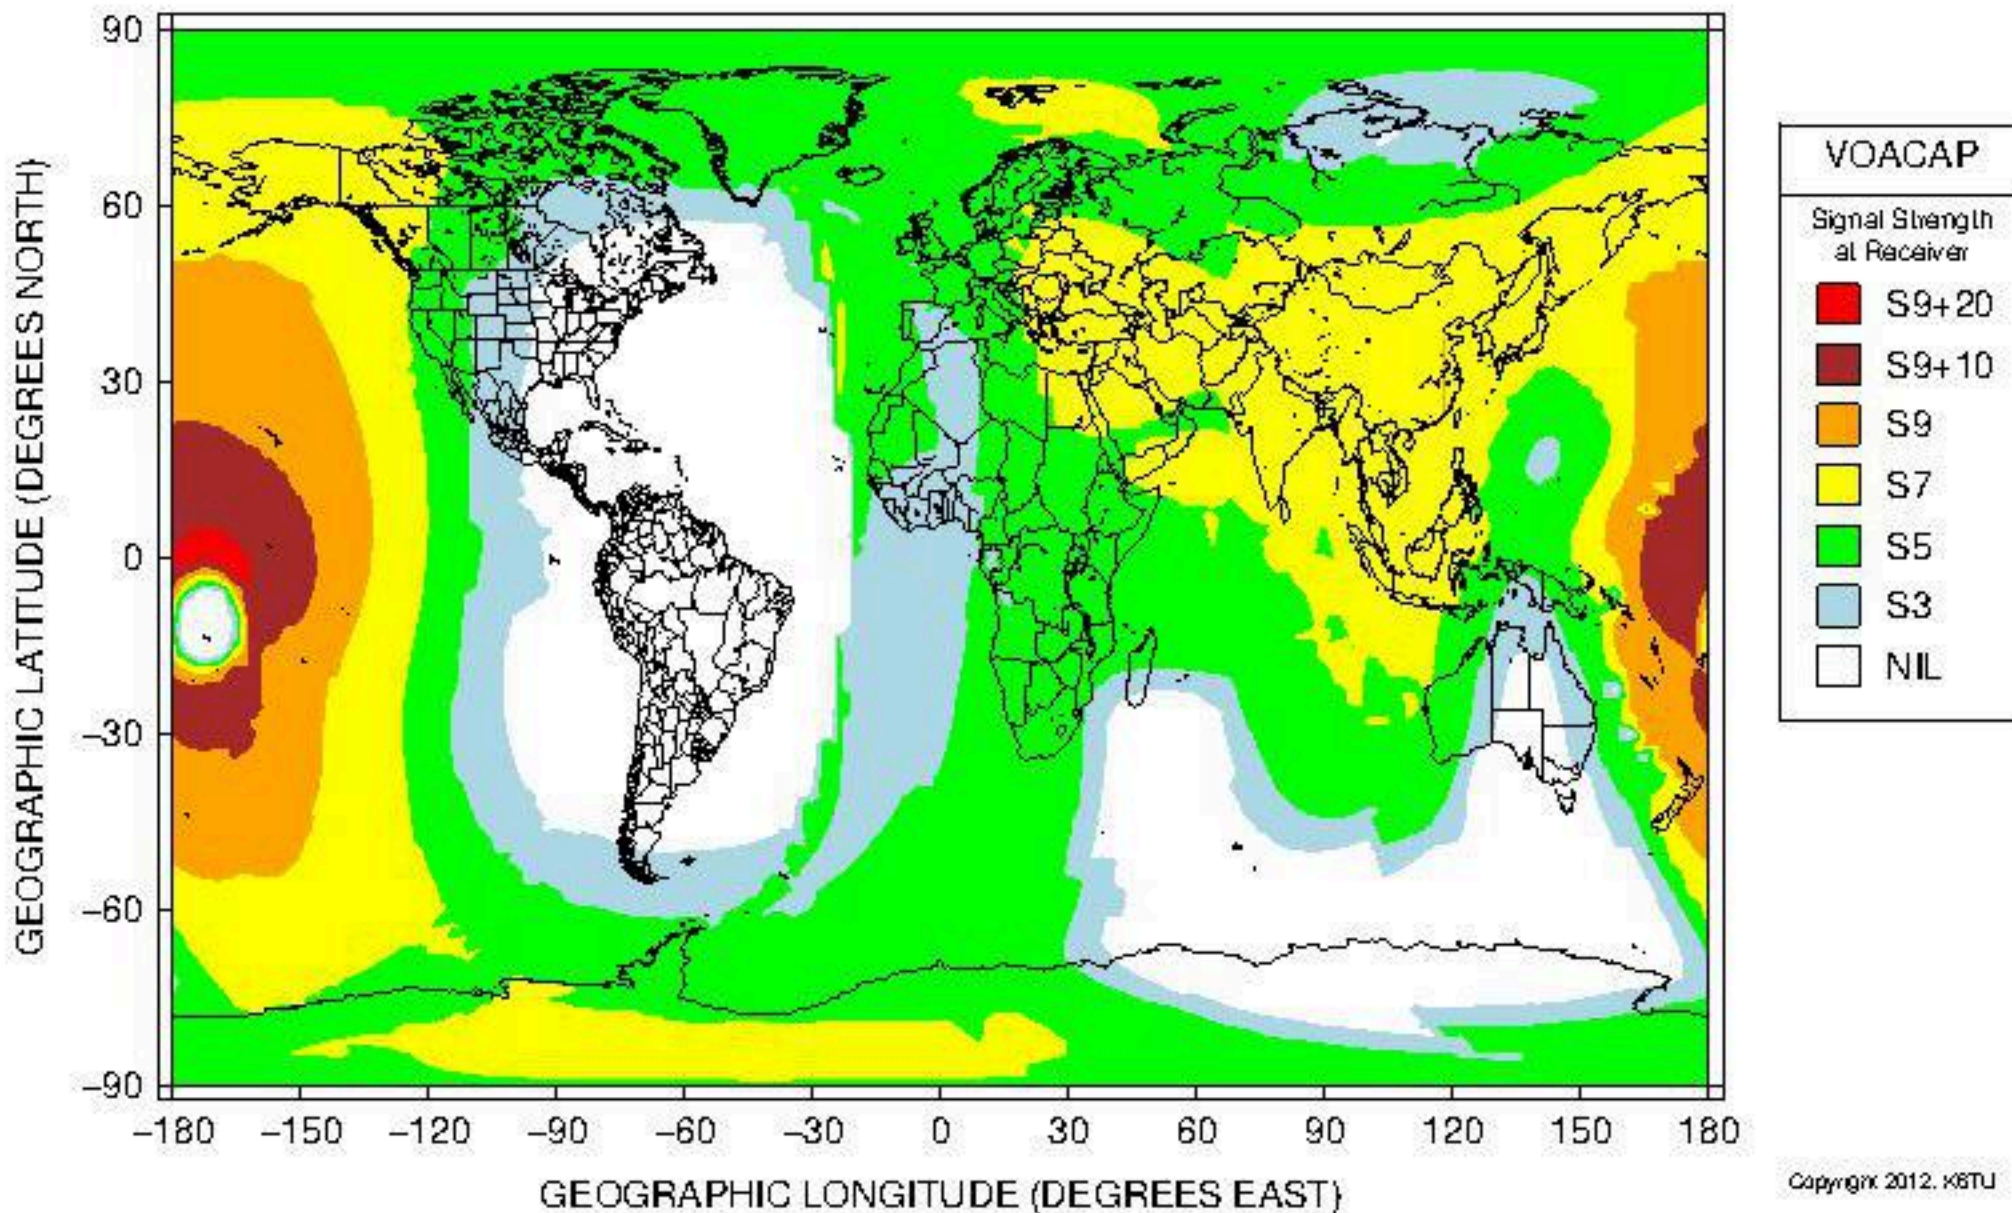 90
60
30
0
−30
−60
−90
GEOGRAPHIC LATITUDE (DEGREES NORTH)
−180 −150 −120 −90 −60 −30 0 30 60 90 120 150 180
GEOGRAPHIC LONGITUDE (DEGREES EAST)
VOACAP
Signal Strength
at Receiver
S9+20
S9+10
S9
S7
S5
S3
NIL
Copyright 2012, K6TU